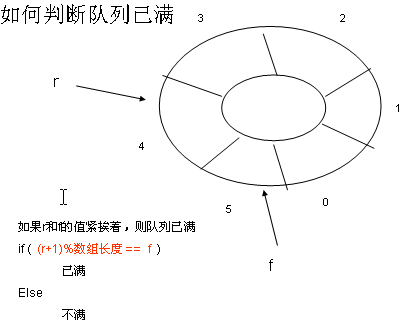 如何判断队列已满
3
2
r
1
4
5
0
如果r和f的值紧挨着，则队列已满
if ( (r+1)%数组长度 == f )
已满
f
Else
不满